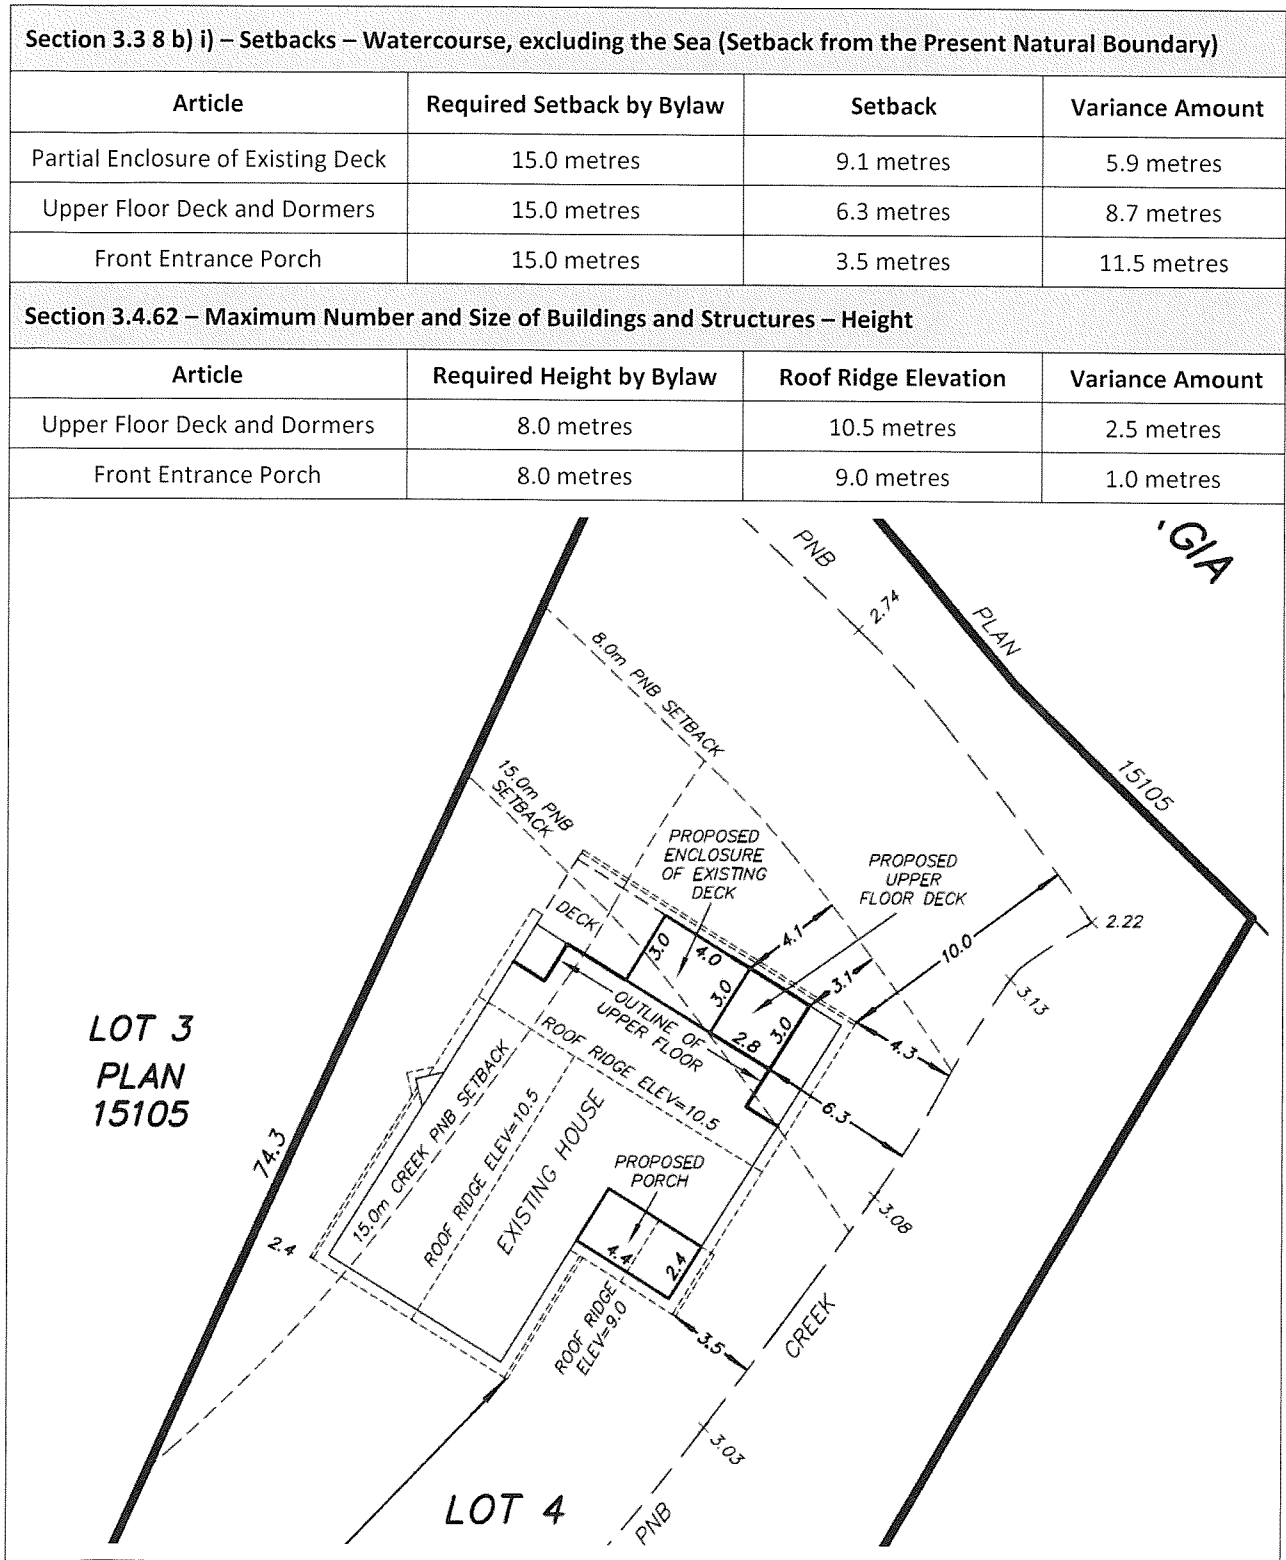 Section 3.3 8 b) i) – Setbacks – Watercourse, excluding the Sea (Setback from the Present Natural Boundary)
Article Required Setback by Bylaw Setback Variance Amount
Partial Enclosure of Existing Deck 15.0 metres 9.1 metres 5.9 metres
Upper Floor Deck and Dormers 15.0 metres 6.3 metres 8.7 metres
Front Entrance Porch 15.0 metres 3.5 metres 11.5 metres
Section 3.4.62 – Maximum Number and Size of Buildings and Structures – Height
Article Required Height by Bylaw Roof Ridge Elevation Variance Amount
Upper Floor Deck and Dormers 8.0 metres 10.5 metres 2.5 metres
Front Entrance Porch 8.0 metres 9.0 metres 1.0 metres
GIA
PNB
2.74
PLAN
15105
8.0m PNB SETBACK
15.0m PNB
SETBACK
PROPOSED
ENCLOSURE
OF EXISTING
DECK
PROPOSED
UPPER
FLOOR DECK
DECK
3.0
4.0
4.1
3.0
3.1
10.0
2.22
3.13
2.8
3.0
4.3
OUTLINE OF
UPPER FLOOR
6.3
LOT 3
PLAN
15105
74.3
2.4
15.0m CREEK PNB SETBACK
ROOF RIDGE ELEV=10.5
ROOF RIDGE ELEV=10.5
EXISTING HOUSE
PROPOSED
PORCH
4.4
2.4
3.08
ROOF RIDGE
ELEV=9.0
3.5
CREEK
3.03
PNB
LOT 4